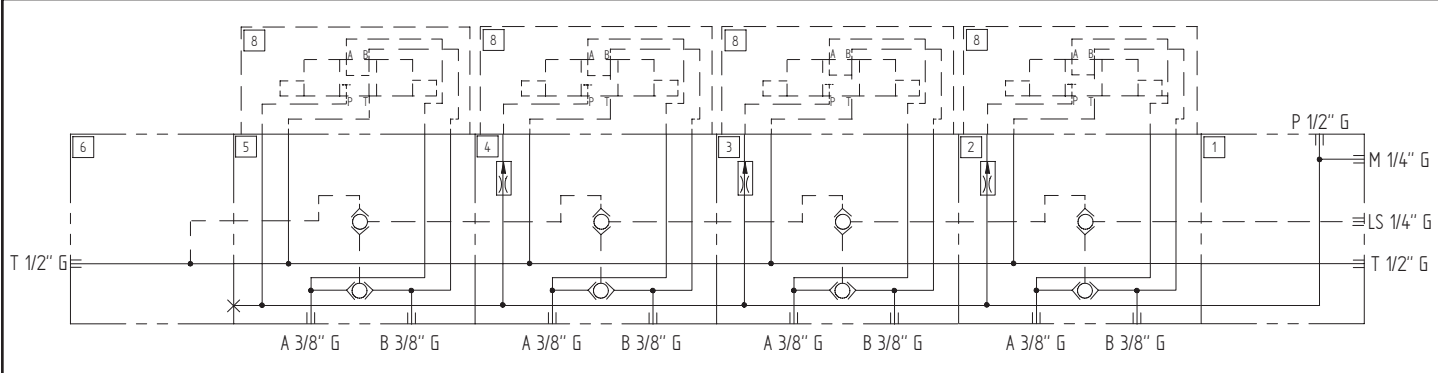 8 8 8 8
A B A B A B A B
P T P T P T P T
P 1/2" G
6 5 4 3 2 1
M 1/4" G
LS 1/4" G
T 1/2" G T 1/2" G
A 3/8" G B 3/8" G A 3/8" G B 3/8" G A 3/8" G B 3/8" G A 3/8" G B 3/8" G